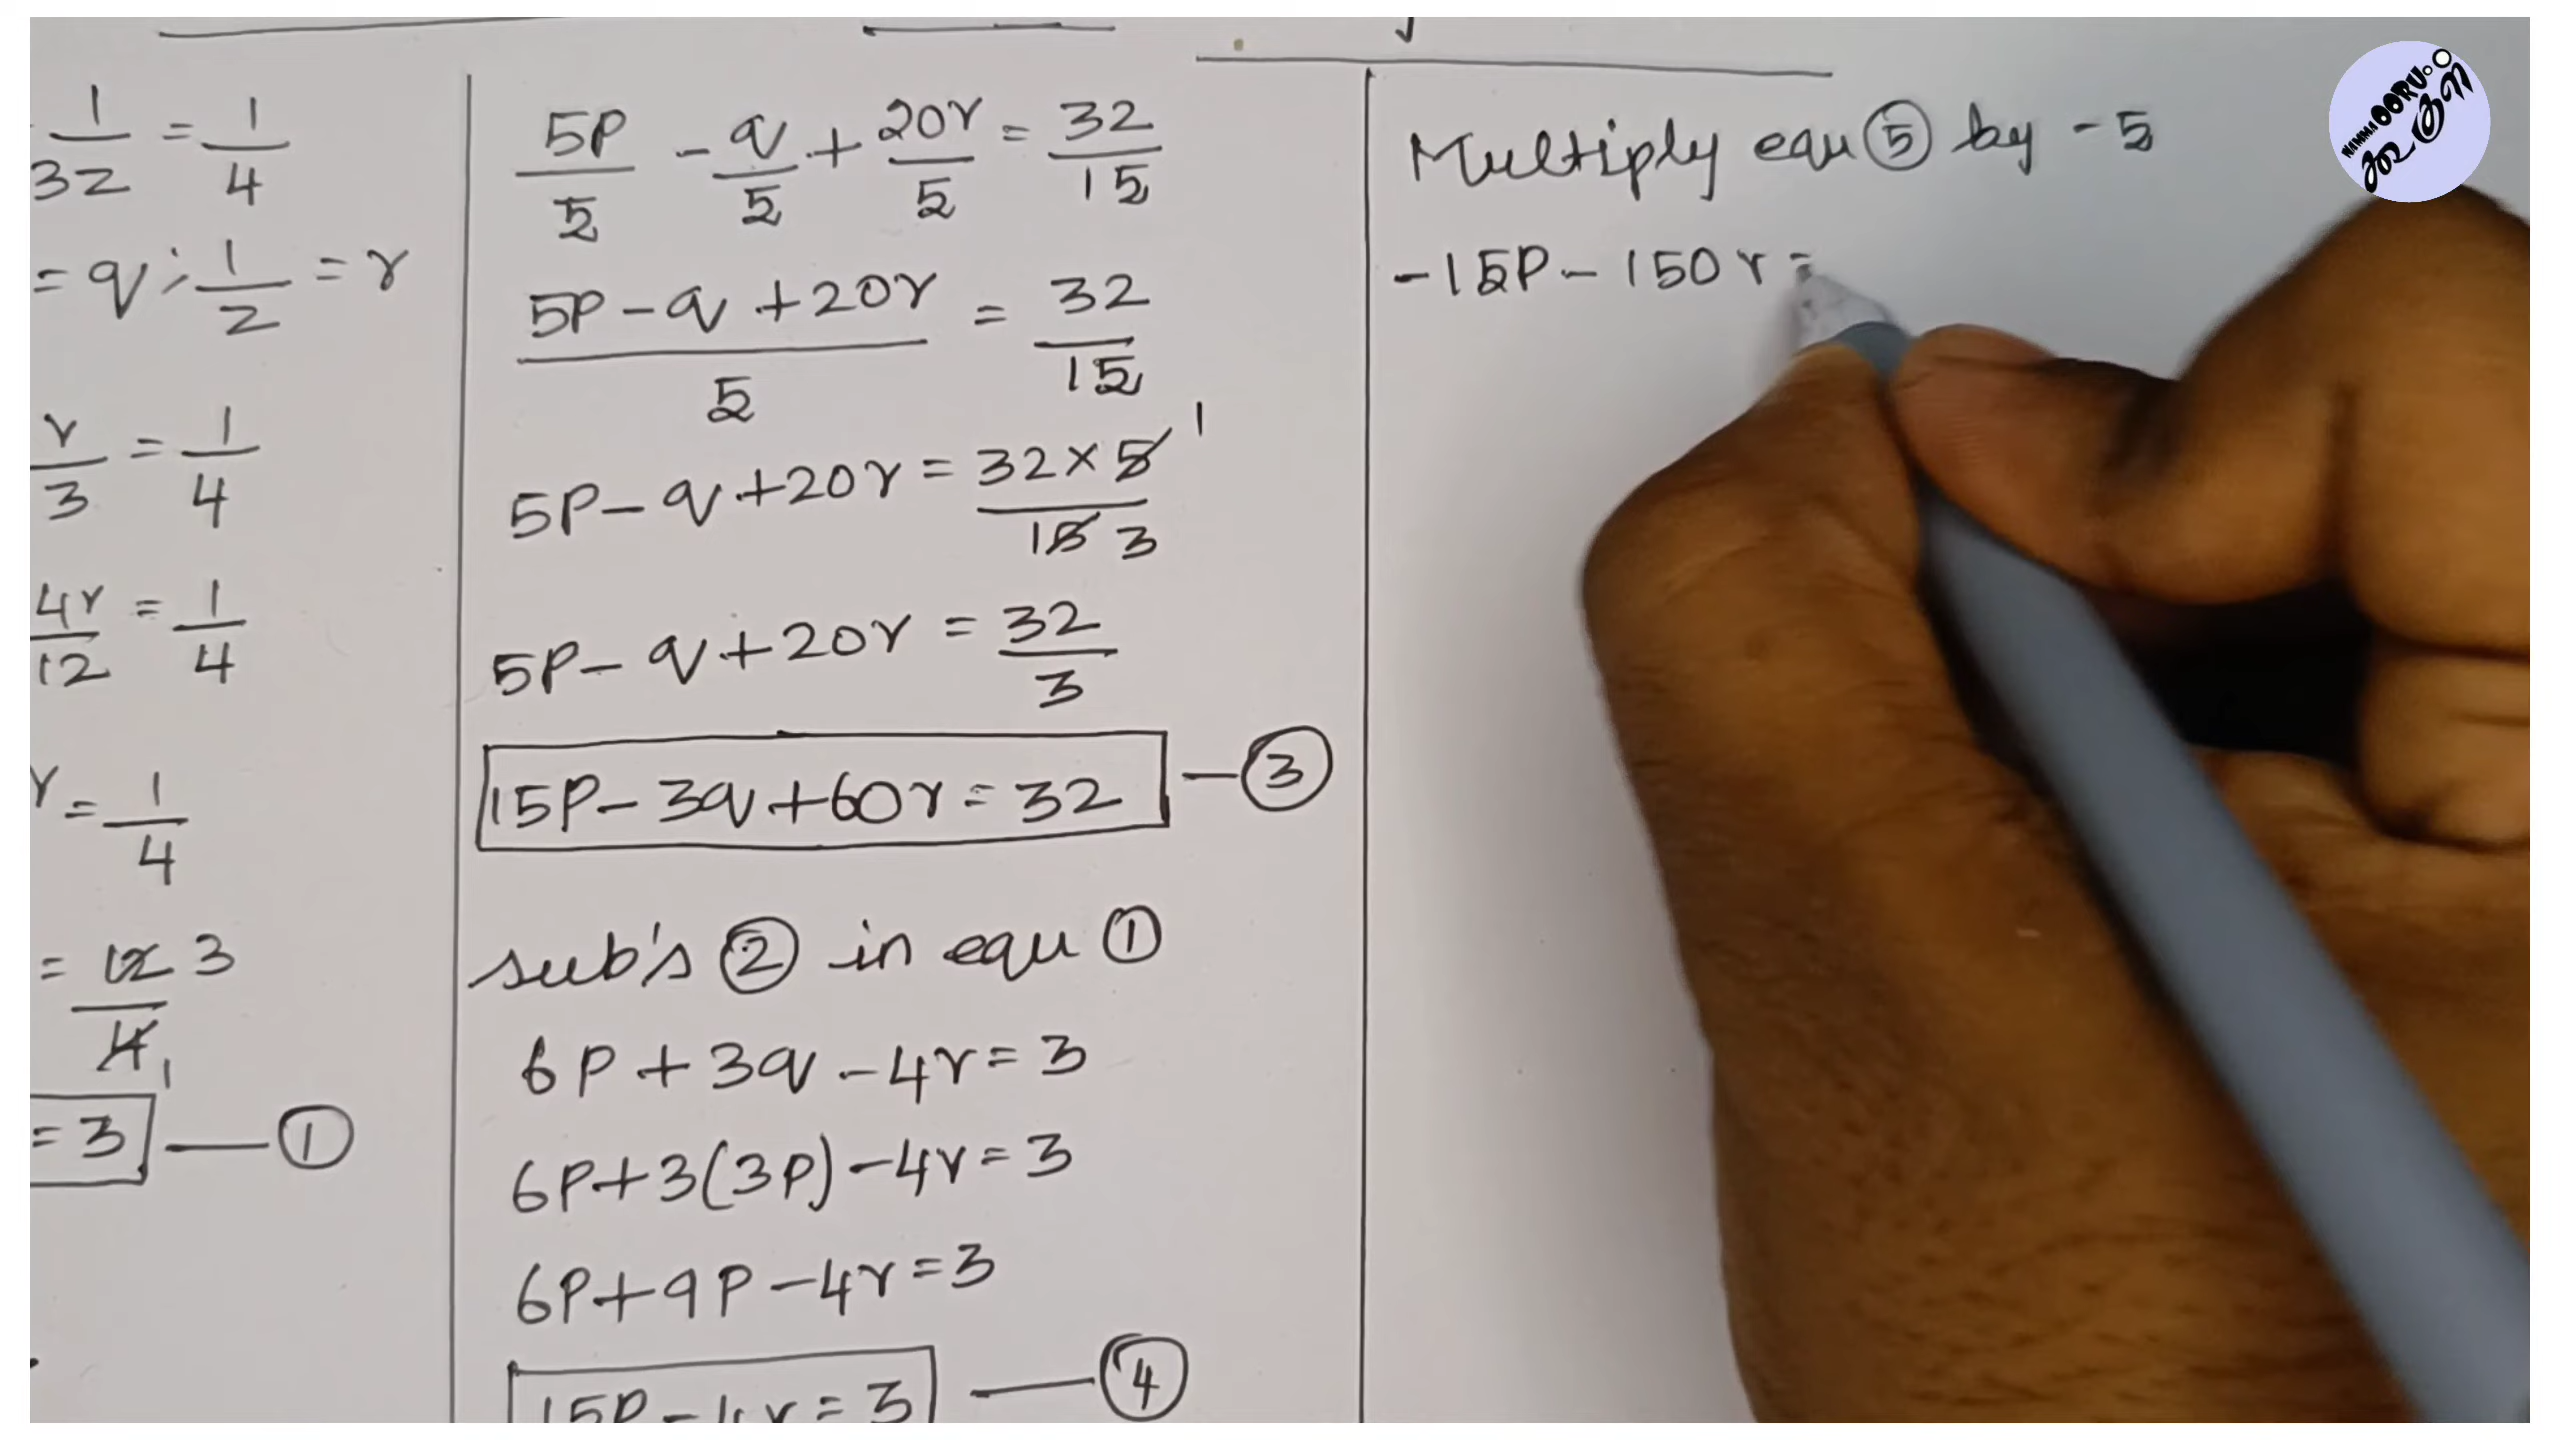 1/32 = 1/4
= q ; 1/2 = r
r/3 = 1/4
4r/12 = 1/4
r = 1/4
= 12/4 3 1
= 3 — ①
5P/5 - q/5 + 20r/5 = 32/15
5P - q + 20r / 5 = 32/15
5P - q + 20r = 32 × 5 / 15 1 3
5P - q + 20r = 32/3
15P - 3q + 60r = 32 — ③
sub's ② in equ ①
6P + 3q - 4r = 3
6P + 3(3P) - 4r = 3
6P + 9P - 4r = 3
15P - 4r = 3 — ④
Multiply equ ⑤ by - 5
-15P - 150r =
NAMMA OORU